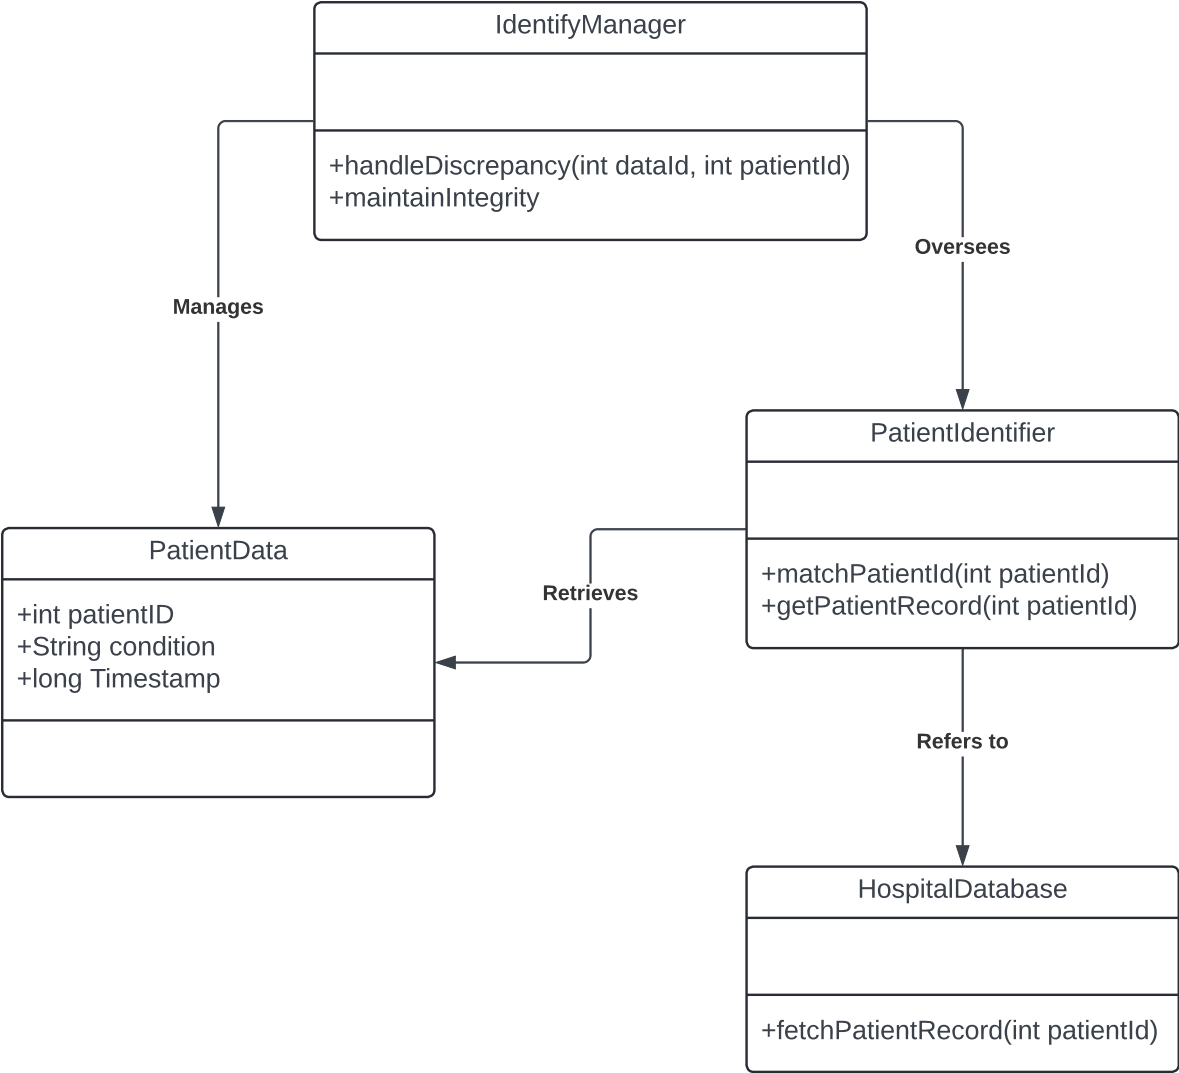 IdentifyManager
+handleDiscrepancy(int dataId, int patientId)
+maintainIntegrity
Manages
Oversees
PatientIdentifier
+matchPatientId(int patientId)
+getPatientRecord(int patientId)
Retrieves
PatientData
+int patientID
+String condition
+long Timestamp
Refers to
HospitalDatabase
+fetchPatientRecord(int patientId)